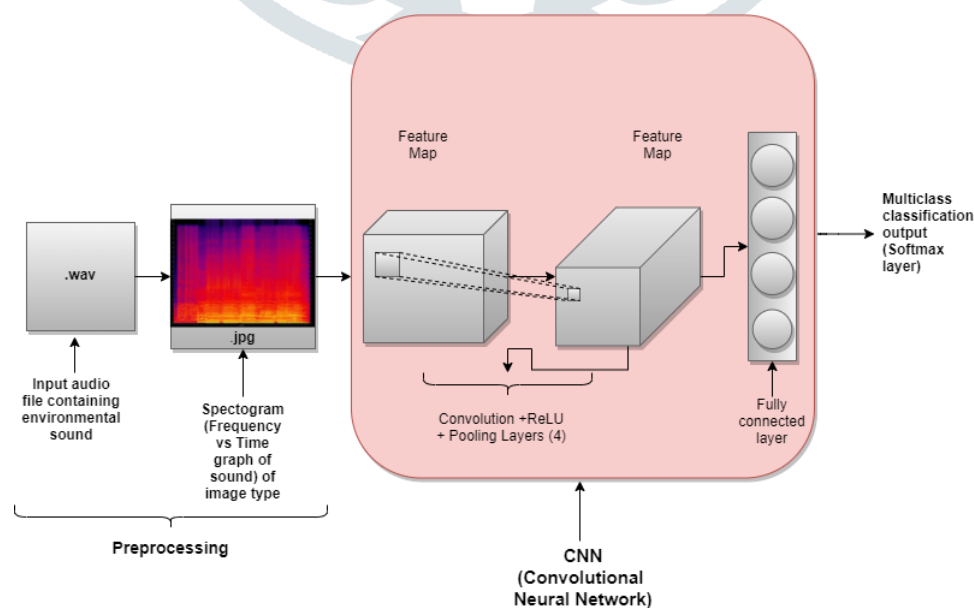 Feature
Map
Feature
Map
.wav
.jpg
Multiclass
classification
output
(Softmax
layer)
Input audio
file containing
environmental
sound
Spectogram
(Frequency
vs Time
graph of
sound) of
image type
Convolution +ReLU
+ Pooling Layers (4)
Fully
connected
layer
Preprocessing
CNN
(Convolutional
Neural Network)